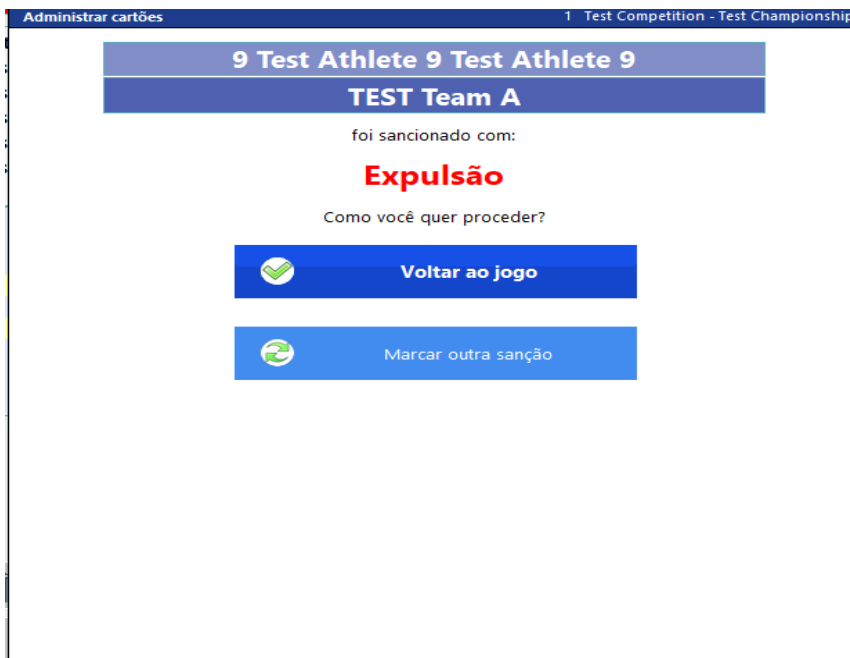 Administrar cartões
1 Test Competition - Test Championship
9 Test Athlete 9 Test Athlete 9
TEST Team A
foi sancionado com:
Expulsão
Como você quer proceder?
Voltar ao jogo
Marcar outra sanção